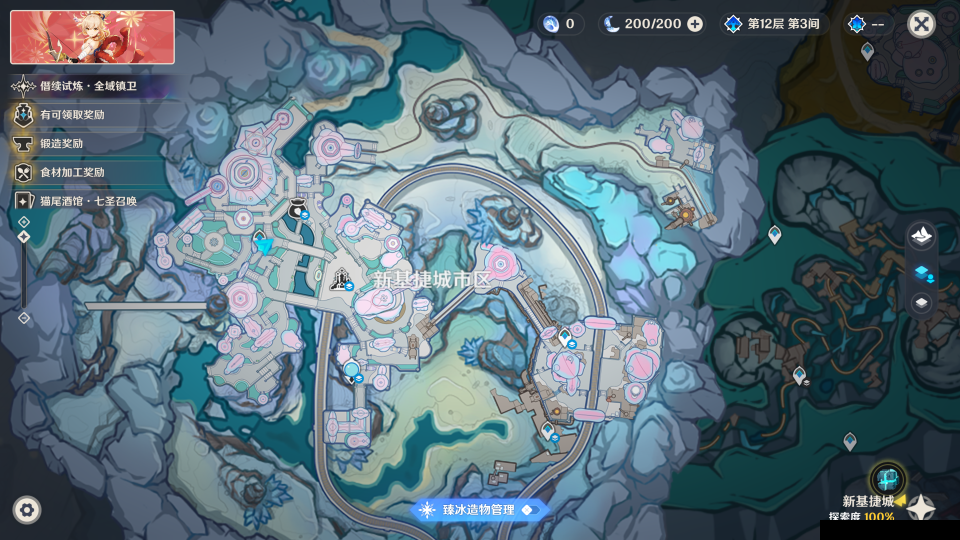 0
200/200
第12层 第3间
--
借续试炼·全域镇卫
有可领取奖励
锻造奖励
食材加工奖励
猫尾酒馆·七圣召唤
新基捷城市区
臻冰造物管理
新基捷城
探索度 100%